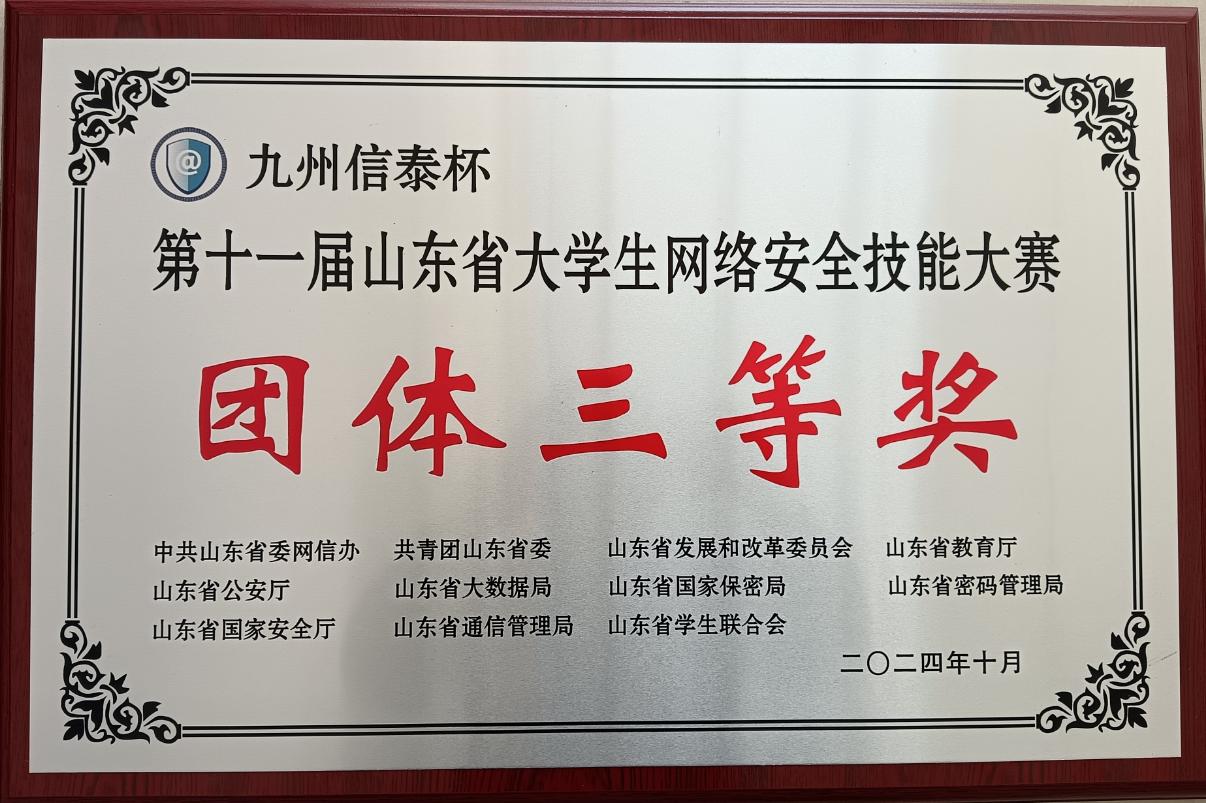 @
九州信泰杯
第十一届山东省大学生网络安全技能大赛
团体三等奖
中共山东省委网信办 共青团山东省委 山东省发展和改革委员会 山东省教育厅
山东省公安厅 山东省大数据局 山东省国家保密局 山东省密码管理局
山东省国家安全厅 山东省通信管理局 山东省学生联合会
二〇二四年十月